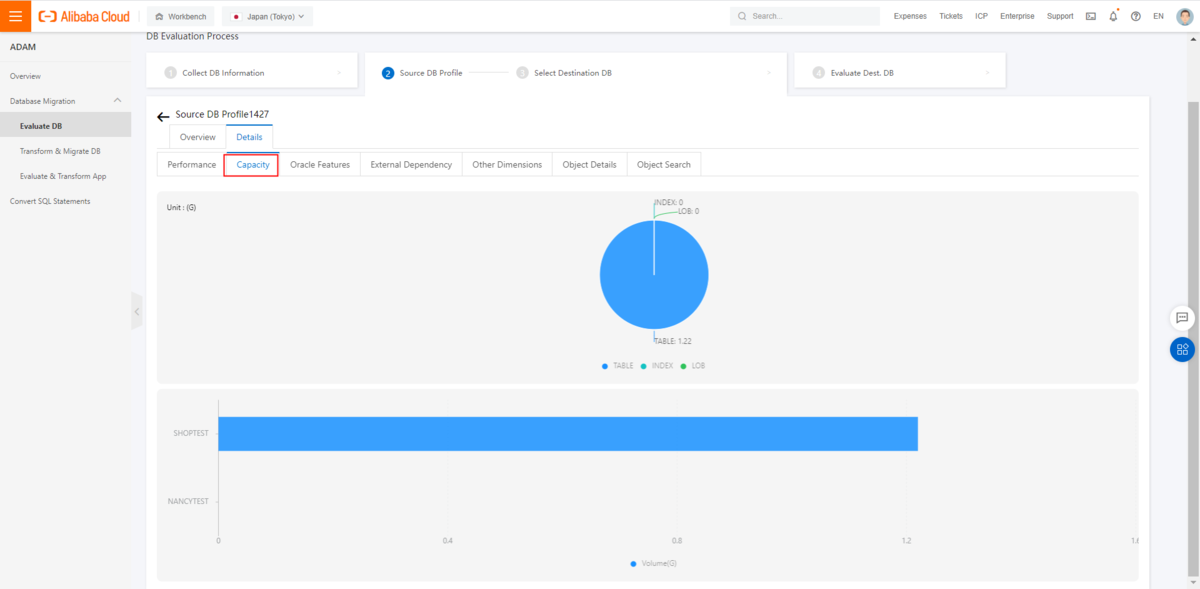 Alibaba Cloud
Workbench
Japan (Tokyo)
Search...
Expenses Tickets ICP Enterprise Support EN
ADAM
Overview
Database Migration
Evaluate DB
Transform & Migrate DB
Evaluate & Transform App
Convert SQL Statements
DB Evaluation Process
1 Collect DB Information
2 Source DB Profile
3 Select Destination DB
4 Evaluate Dest. DB
Source DB Profile1427
Overview Details
Performance Capacity Oracle Features External Dependency Other Dimensions Object Details Object Search
Unit : (G)
INDEX: 0
LOB: 0
TABLE: 1.22
TABLE INDEX LOB
SHOPTEST
NANCYTEST
0 0.4 0.8 1.2 1.6
Volume(G)